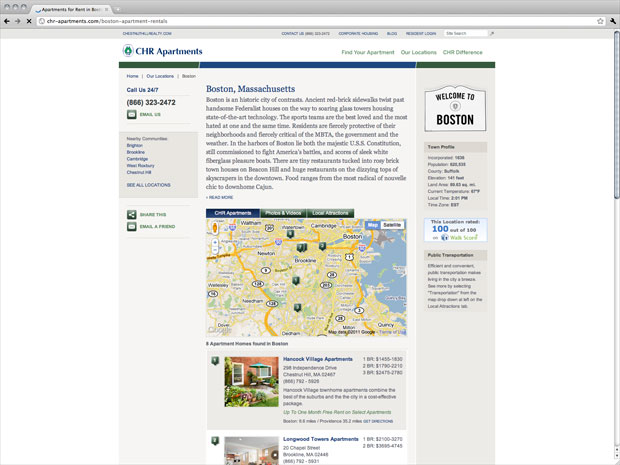 Apartments for Rent in Bost
chr-apartments.com/boston-apartment-rentals
CHESTNUTHILLREALTY.COM
CONTACT US (866) 323-2472
CORPORATE HOUSING
BLOG
RESIDENT LOGIN
Site Search
CHR Apartments
Find Your Apartment
Our Locations
CHR Difference
Home | Our Locations | Boston
Call Us 24/7
(866) 323-2472
EMAIL US
Nearby Communities:
Brighton
Brookline
Cambridge
West Roxbury
Chestnut Hill
SEE ALL LOCATIONS
SHARE THIS
EMAIL A FRIEND
Boston, Massachusetts
Boston is an historic city of contrasts. Ancient red-brick sidewalks twist past
handsome Federalist houses on the way to soaring glass towers housing
state-of-the-art technology. The sports teams are the best loved and the most
hated at one and the same time. Residents are fiercely protective of their
neighborhoods and fiercely critical of the MBTA, the government and the
weather. In the harbors of Boston lie both the majestic U.S.S. Constitution,
still commissioned to fight America's battles, and scores of sleek white
fiberglass pleasure boats. There are tiny restaurants tucked into rosy brick
town houses on Beacon Hill and huge restaurants on the dizzying tops of
skyscrapers in the downtown. Food ranges from the most radical of nouvelle
chic to downhome Cajun.
› READ MORE
CHR Apartments
Photos & Videos
Local Attractions
Map
Satellite
Waltham
Watertown
Cambridge
Boston
Newton
Brookline
Wellesley
Needham
Dedham
Milton
Quincy
Map data ©2011 Google - Terms of Use
8 Apartment Homes found in Boston
Hancock Village Apartments
298 Independence Drive
Chestnut Hill, MA 02467
(866) 792 - 5926
1 BR: $1455-1830
2 BR: $1790-2210
3 BR: $2475-2780
Hancock Village townhome apartments combine the
best of the suburbs and the the city in a cost-effective
package.
Up To One Month Free Rent on Select Apartments
Boston: 6.6 miles / Providence 35.2 miles GET DIRECTIONS
Longwood Towers Apartments
20 Chapel Street
Brookline, MA 02446
(866) 792 - 5931
1 BR: $2100-3270
2 BR: $3695-4745
WELCOME TO
BOSTON
Town Profile
Incorporated: 1636
Population: 620,535
County: Suffolk
Elevation: 141 feet
Land Area: 89.63 sq. mi.
Current Temperature: 67°F
Local Time: 2:01 PM
Time Zone: EST
This Location rated:
100 out of 100
on Walk Score
Public Transportation
Efficient and convenient,
public transportation makes
living in the city a breeze.
See more by selecting
"Transportation" from the
map drop down at left on the
Local Attractions tab.